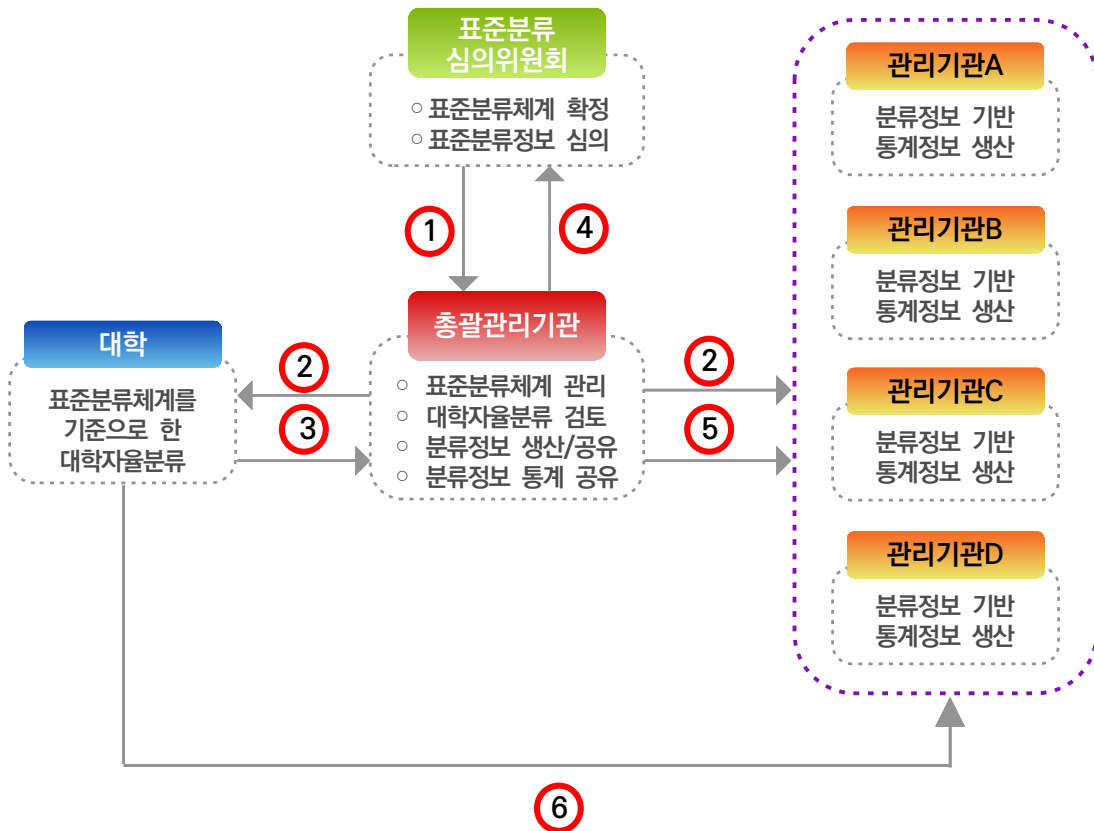 표준분류
심의위원회
○ 표준분류체계 확정
○ 표준분류정보 심의
1
4
총괄관리기관
○ 표준분류체계 관리
○ 대학자율분류 검토
○ 분류정보 생산/공유
○ 분류정보 통계 공유
대학
표준분류체계를
기준으로 한
대학자율분류
2
3
2
5
관리기관A
분류정보 기반
통계정보 생산
관리기관B
분류정보 기반
통계정보 생산
관리기관C
분류정보 기반
통계정보 생산
관리기관D
분류정보 기반
통계정보 생산
6